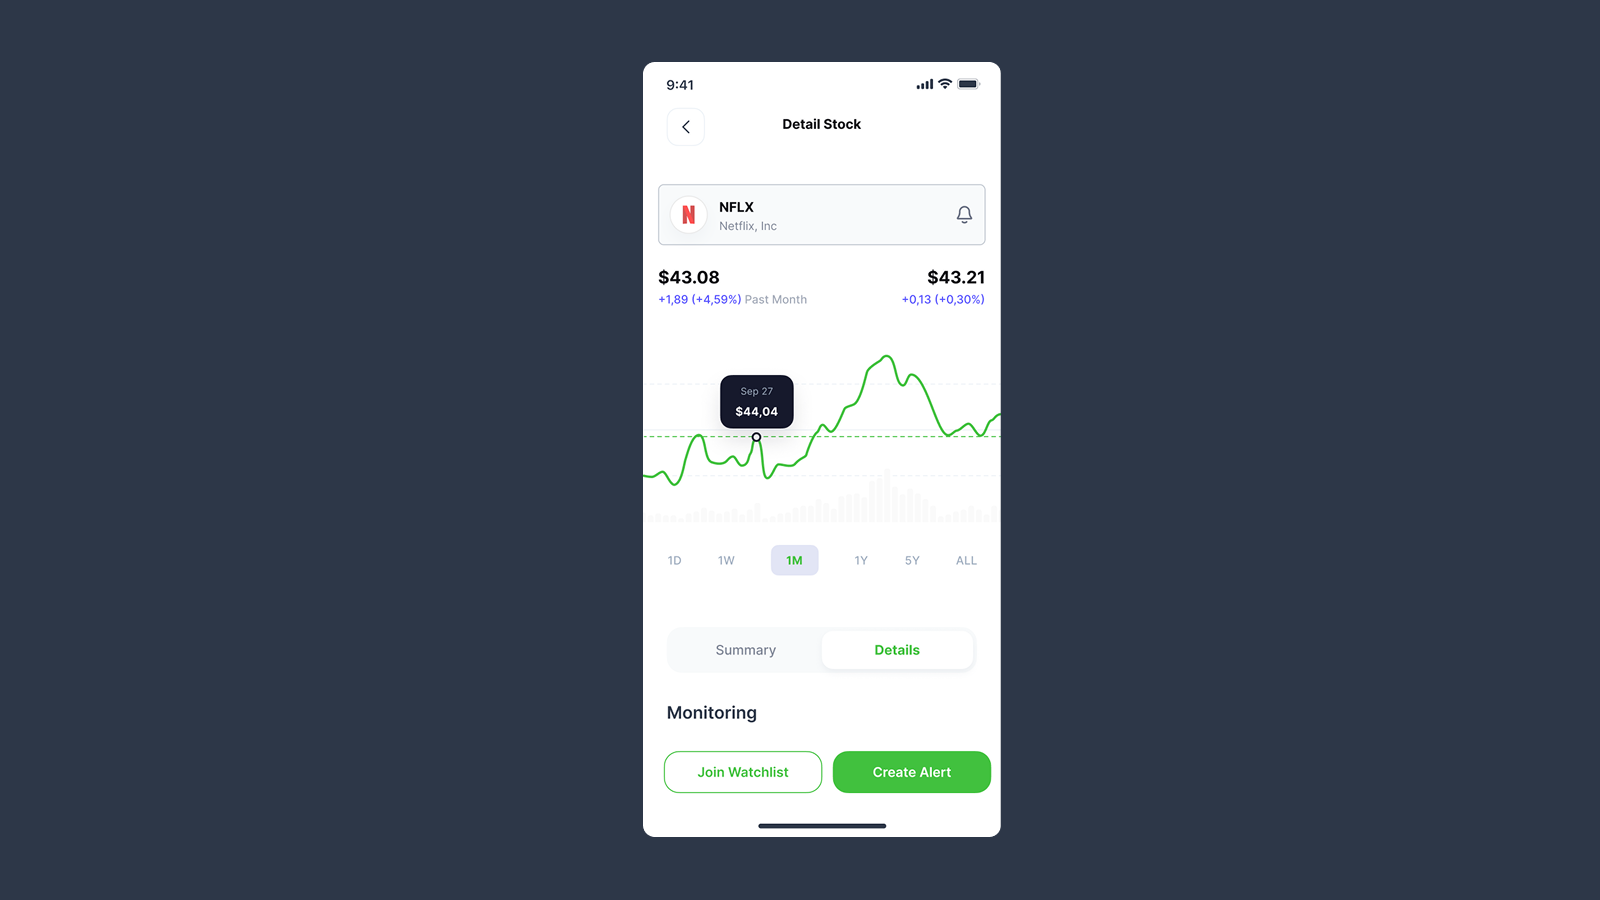 9:41
Detail Stock
N
NFLX
Netflix, Inc
$43.08
$43.21
+1,89 (+4,59%) Past Month
+0,13 (+0,30%)
Sep 27
$44,04
1D 1W 1M 1Y 5Y ALL
Summary
Details
Monitoring
Join Watchlist
Create Alert